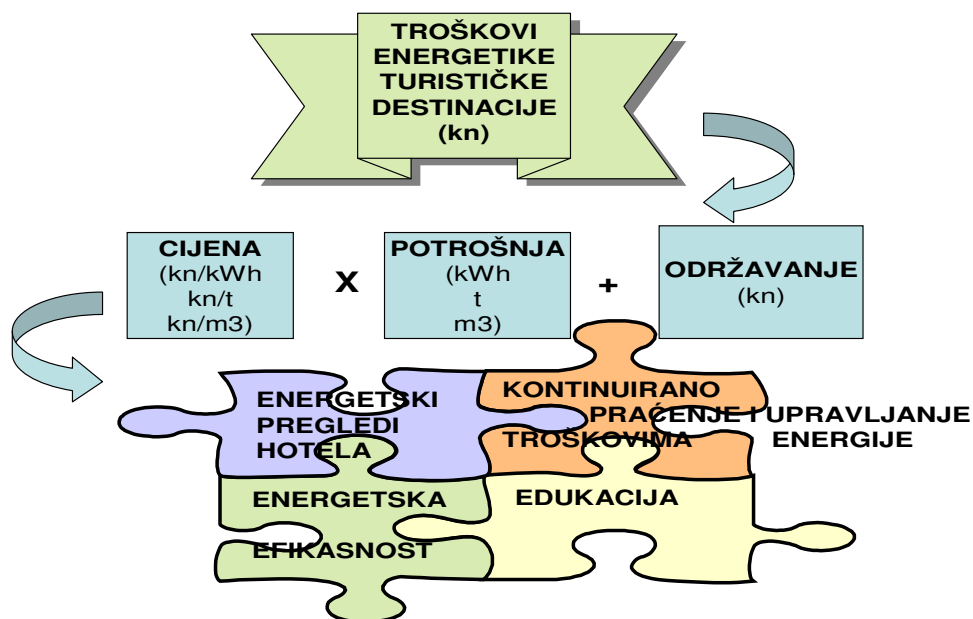 TROŠKOVI
ENERGETIKE
TURISTIČKE
DESTINACIJE
(kn)
CIJENA
(kn/kWh
kn/t
kn/m3)
X
POTROŠNJA
(kWh
t
m3)
+
ODRŽAVANJE
(kn)
ENERGETSKI
PREGLEDI
HOTELA
KONTINUIRANO
PRAĆENJE I UPRAVLJANJE
TROŠKOVIMA ENERGIJE
ENERGETSKA
EFIKASNOST
EDUKACIJA